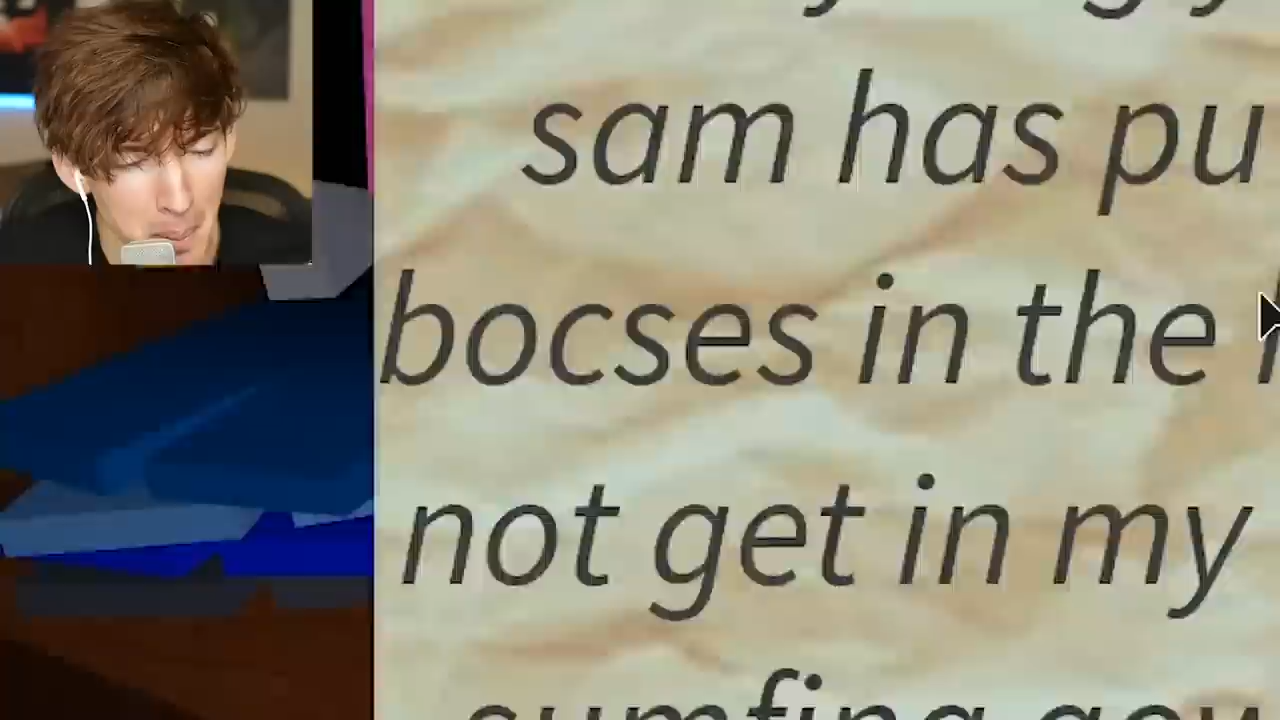 sam has pu
bocses in the
not get in my